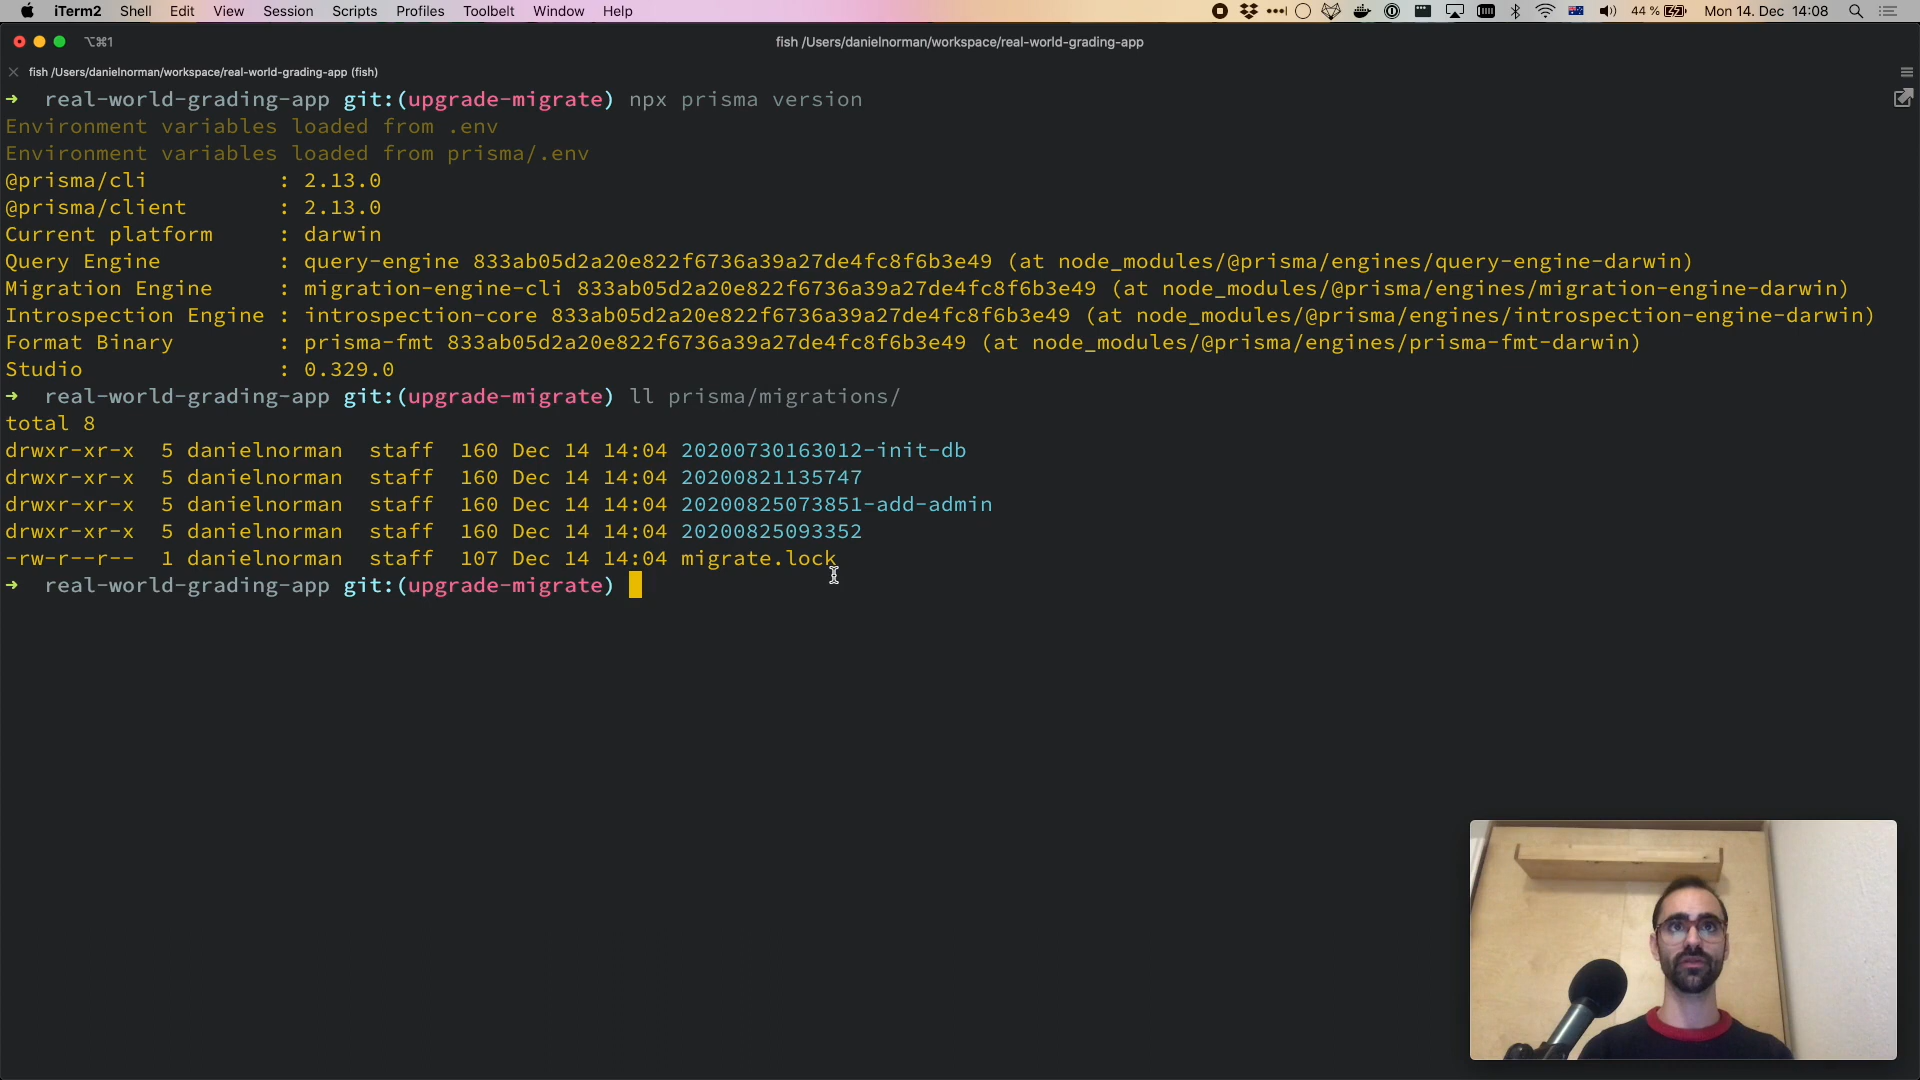 iTerm2 Shell Edit View Session Scripts Profiles Toolbelt Window Help 44 % Mon 14. Dec 14:08
⌥⌘1 fish /Users/danielnorman/workspace/real-world-grading-app
fish /Users/danielnorman/workspace/real-world-grading-app (fish)
➜ real-world-grading-app git:(upgrade-migrate) npx prisma version
Environment variables loaded from .env
Environment variables loaded from prisma/.env
@prisma/cli : 2.13.0
@prisma/client : 2.13.0
Current platform : darwin
Query Engine : query-engine 833ab05d2a20e822f6736a39a27de4fc8f6b3e49 (at node_modules/@prisma/engines/query-engine-darwin)
Migration Engine : migration-engine-cli 833ab05d2a20e822f6736a39a27de4fc8f6b3e49 (at node_modules/@prisma/engines/migration-engine-darwin)
Introspection Engine : introspection-core 833ab05d2a20e822f6736a39a27de4fc8f6b3e49 (at node_modules/@prisma/engines/introspection-engine-darwin)
Format Binary : prisma-fmt 833ab05d2a20e822f6736a39a27de4fc8f6b3e49 (at node_modules/@prisma/engines/prisma-fmt-darwin)
Studio : 0.329.0
➜ real-world-grading-app git:(upgrade-migrate) ll prisma/migrations/
total 8
drwxr-xr-x 5 danielnorman staff 160 Dec 14 14:04 20200730163012-init-db
drwxr-xr-x 5 danielnorman staff 160 Dec 14 14:04 20200821135747
drwxr-xr-x 5 danielnorman staff 160 Dec 14 14:04 20200825073851-add-admin
drwxr-xr-x 5 danielnorman staff 160 Dec 14 14:04 20200825093352
-rw-r--r-- 1 danielnorman staff 107 Dec 14 14:04 migrate.lock
➜ real-world-grading-app git:(upgrade-migrate)